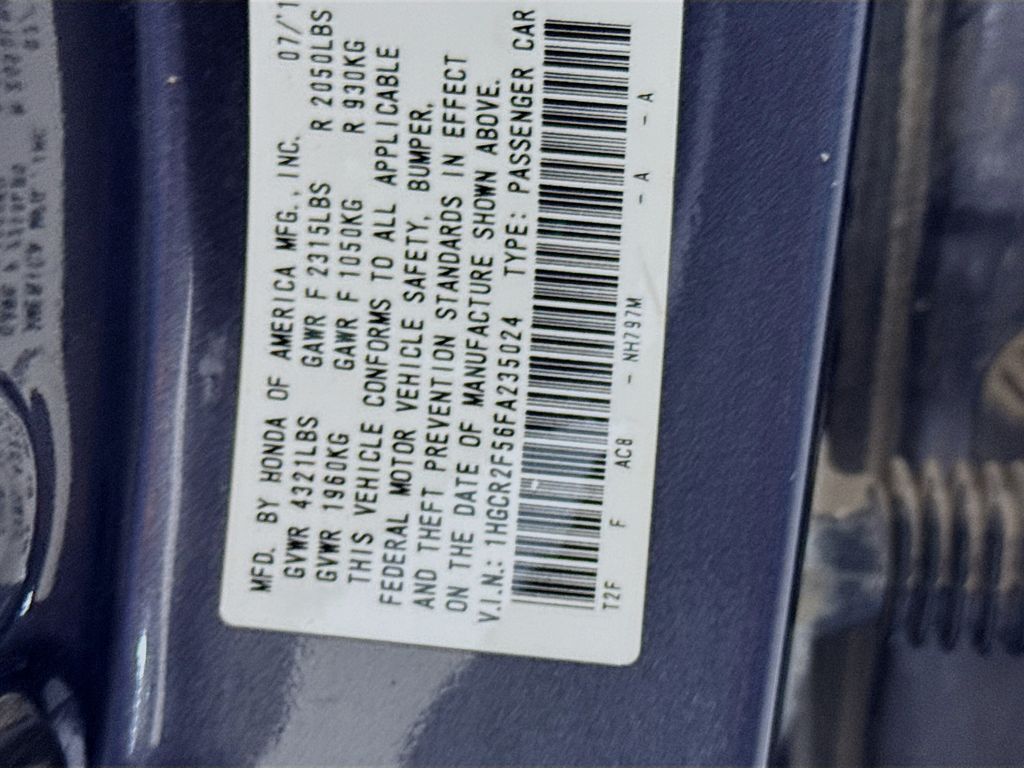 MFD. BY HONDA OF AMERICA MFG., INC. 07/1
GVWR 4321LBS GAWR F 2315LBS R 2050LBS
GVWR 1960KG GAWR F 1050KG R 930KG
THIS VEHICLE CONFORMS TO ALL APPLICABLE
FEDERAL MOTOR VEHICLE SAFETY, BUMPER,
AND THEFT PREVENTION STANDARDS IN EFFECT
ON THE DATE OF MANUFACTURE SHOWN ABOVE.
V.I.N.: 1HGCR2F56FA235024 TYPE: PASSENGER CAR
T2F F AC8 - NH797M - A - A